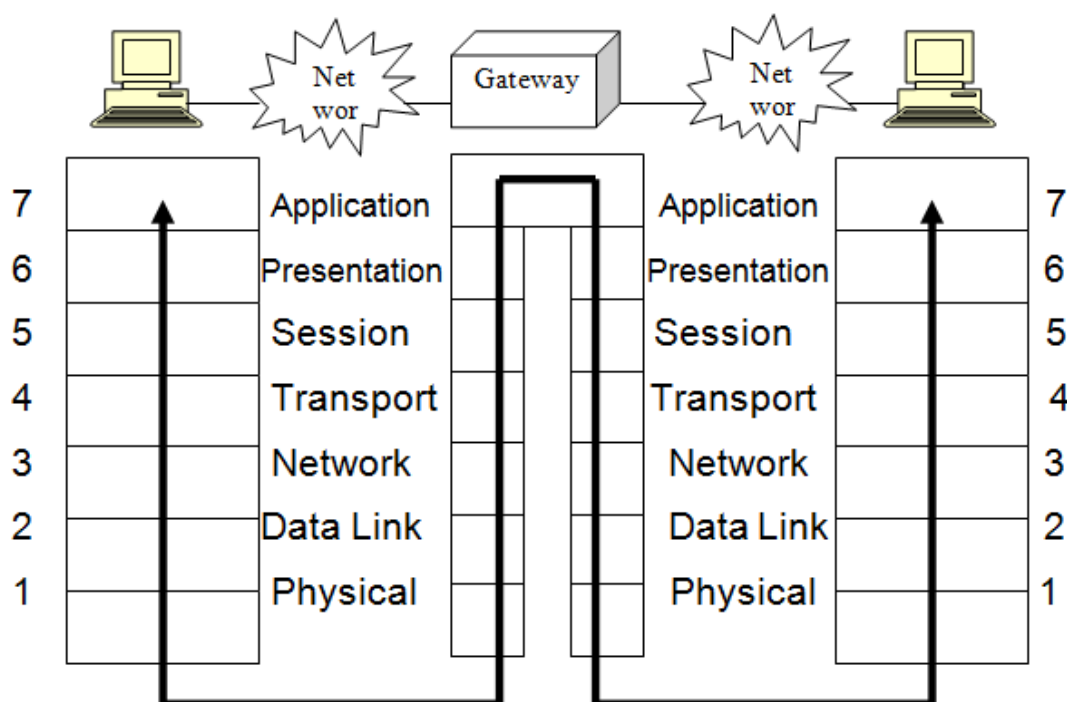 Net
wor
Gateway
Net
wor
7 Application Application 7
6 Presentation Presentation 6
5 Session Session 5
4 Transport Transport 4
3 Network Network 3
2 Data Link Data Link 2
1 Physical Physical 1